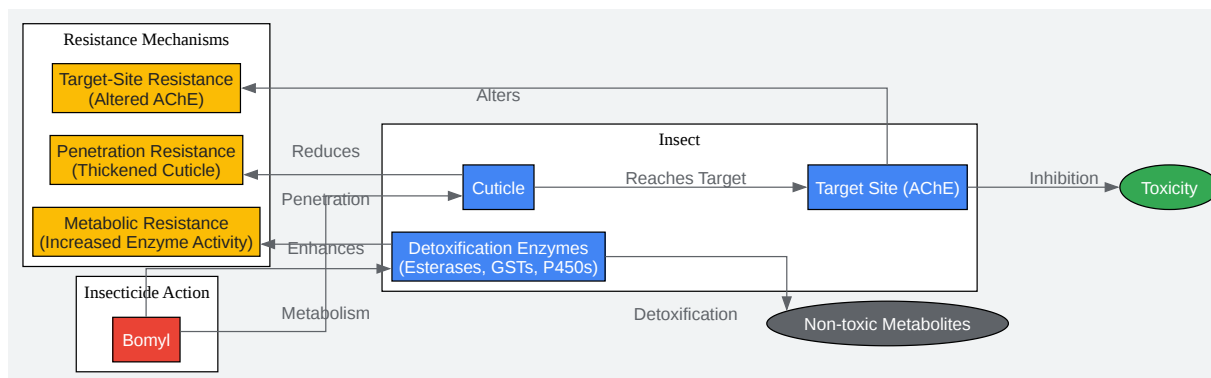 Resistance Mechanisms
Target-Site Resistance
(Altered AChE)
Alters
Insect
Penetration Resistance
(Thickened Cuticle)
Reduces
Cuticle
Reaches Target
Target Site (AChE)
Inhibition
Toxicity
Penetration
Metabolic Resistance
(Increased Enzyme Activity)
Enhances
Detoxification Enzymes
(Esterases, GSTs, P450s)
Insecticide Action
Metabolism
Detoxification
Non-toxic Metabolites
Bomyl